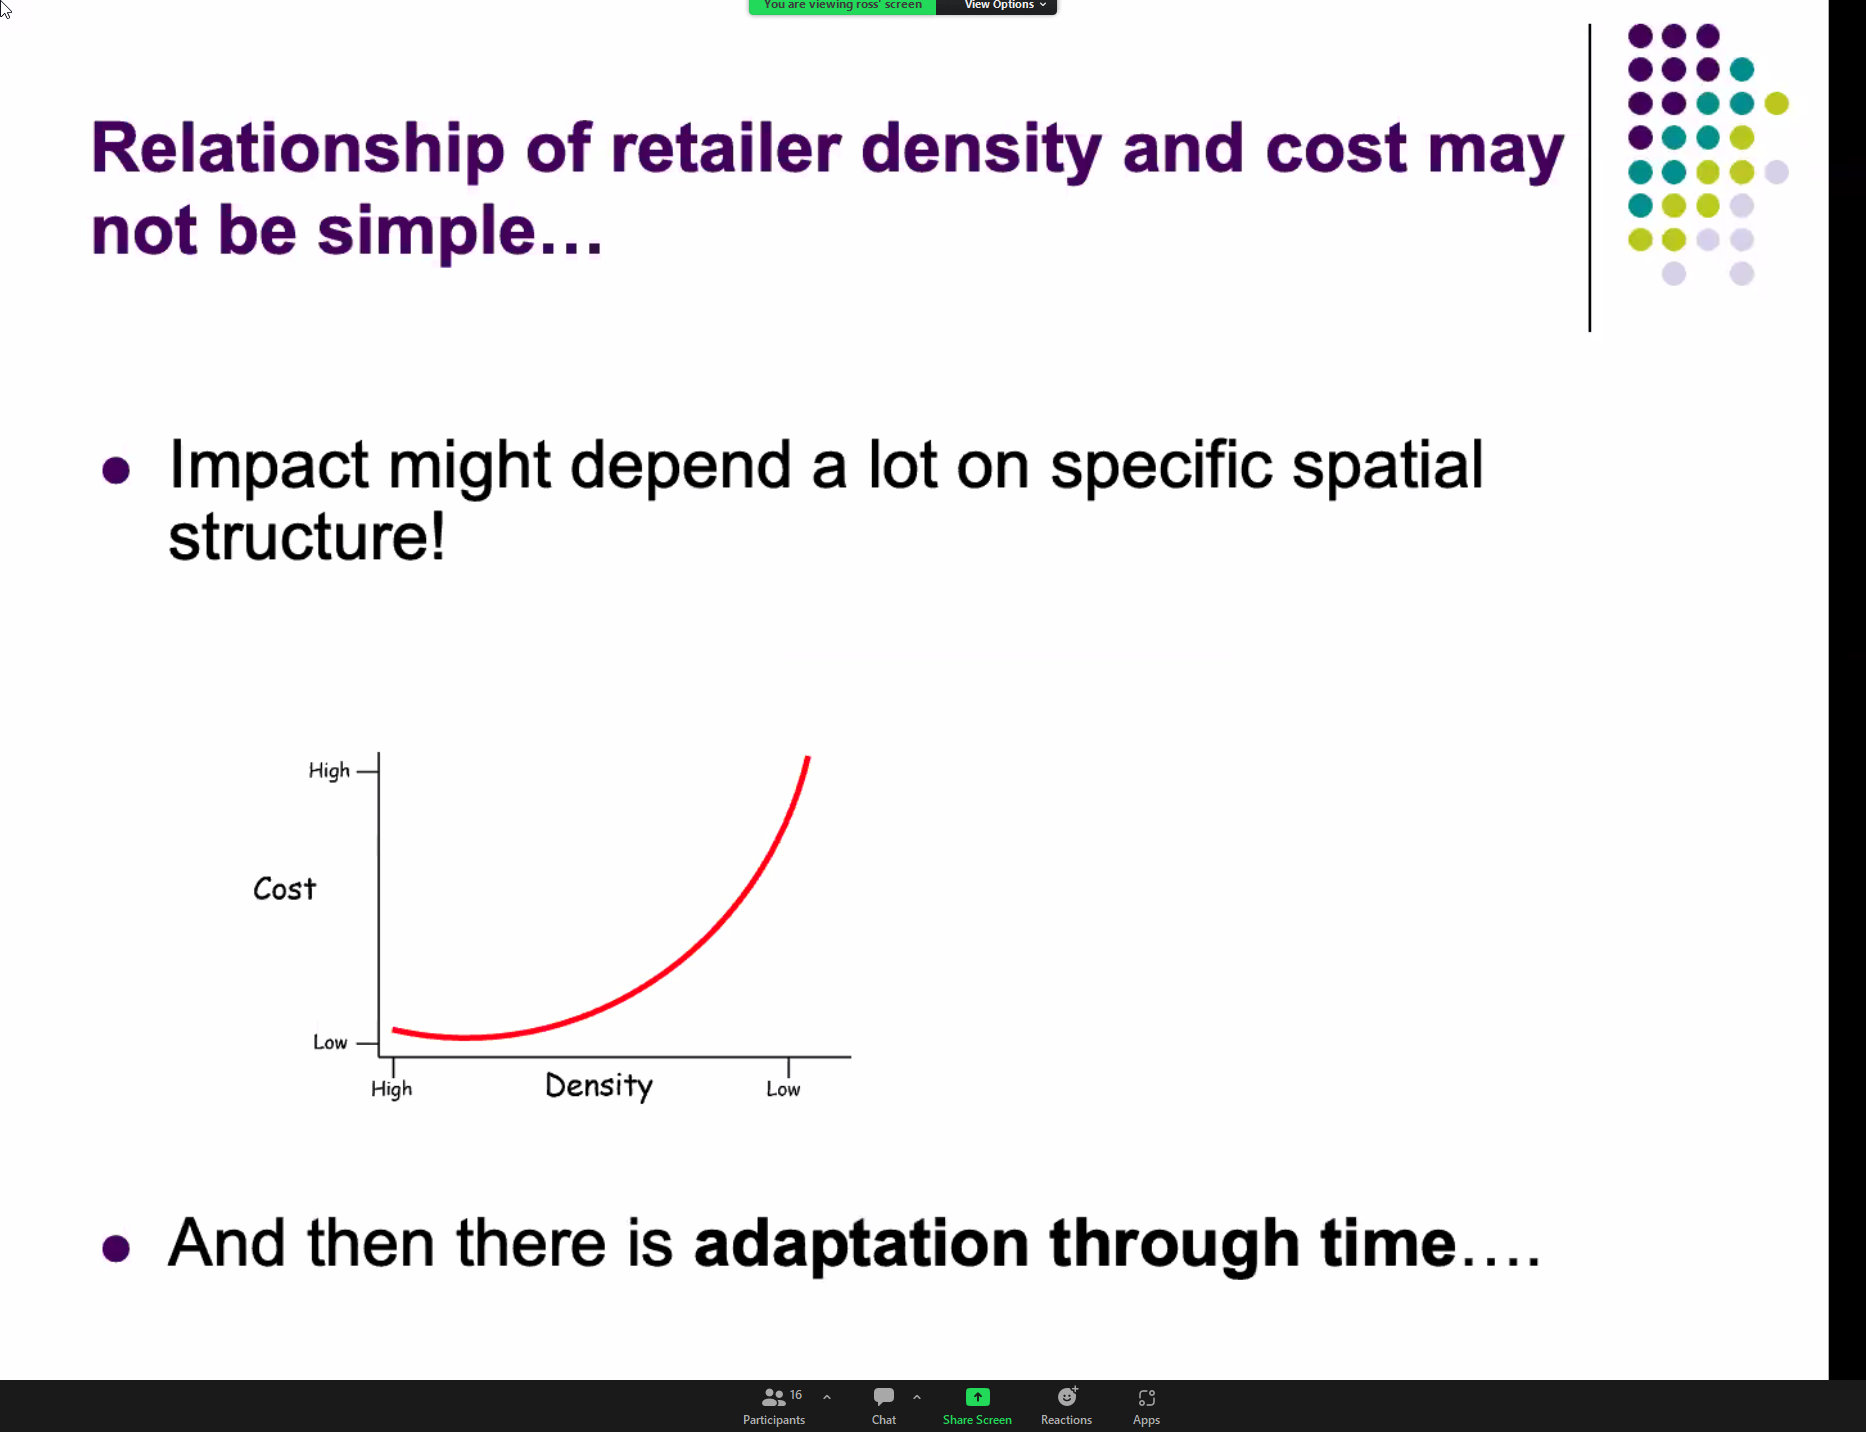 You are viewing ross' screen View Options
Relationship of retailer density and cost may
not be simple...
Impact might depend a lot on specific spatial
structure!
High
Cost
Low
High Density Low
And then there is adaptation through time....
16
Participants Chat Share Screen Reactions Apps